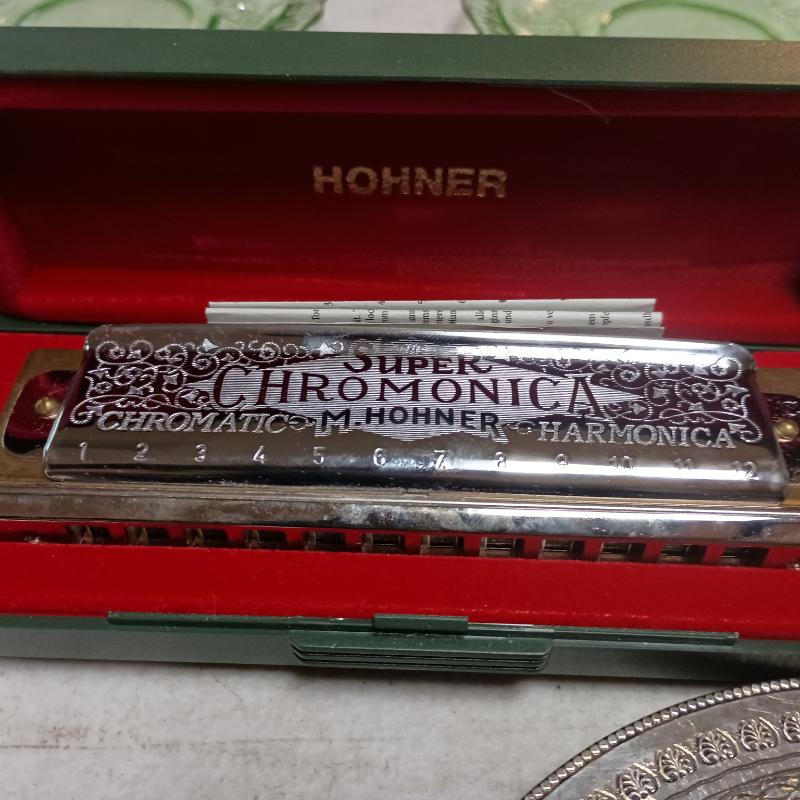 HOHNER
SUPER
CHROMONICA
CHROMATIC M. HOHNER HARMONICA
1 2 3 4 5 6 7 8 9 10 11 12